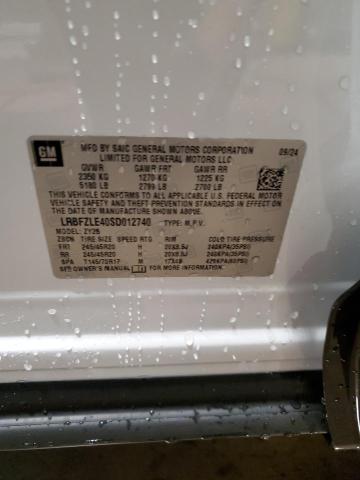 GM
MFD BY SAIC GENERAL MOTORS CORPORATION
LIMITED FOR GENERAL MOTORS LLC
09/24
GVWR GAWR FRT GAWR RR
2350 KG 1270 KG 1225 KG
5180 LB 2799 LB 2700 LB
THIS VEHICLE CONFORMS TO ALL APPLICABLE U.S. FEDERAL MOTOR
VEHICLE SAFETY AND THEFT PREVENTION STANDARDS IN
EFFECT ON THE DATE OF MANUFACTURE SHOWN ABOVE.
LRBFZLE40SD012740 TYPE: M.P.V.
MODEL: ZY26
TIRE SIZE SPEED RTG RIM COLD TIRE PRESSURE
FRT 245/45R20 H 20X8.5J 240KPA(35PSI)
RR 245/45R20 H 20X8.5J 240KPA(35PSI)
SPA T145/70R17 M 17X4B 420KPA(60PSI)
SEE OWNER'S MANUAL FOR MORE INFORMATION